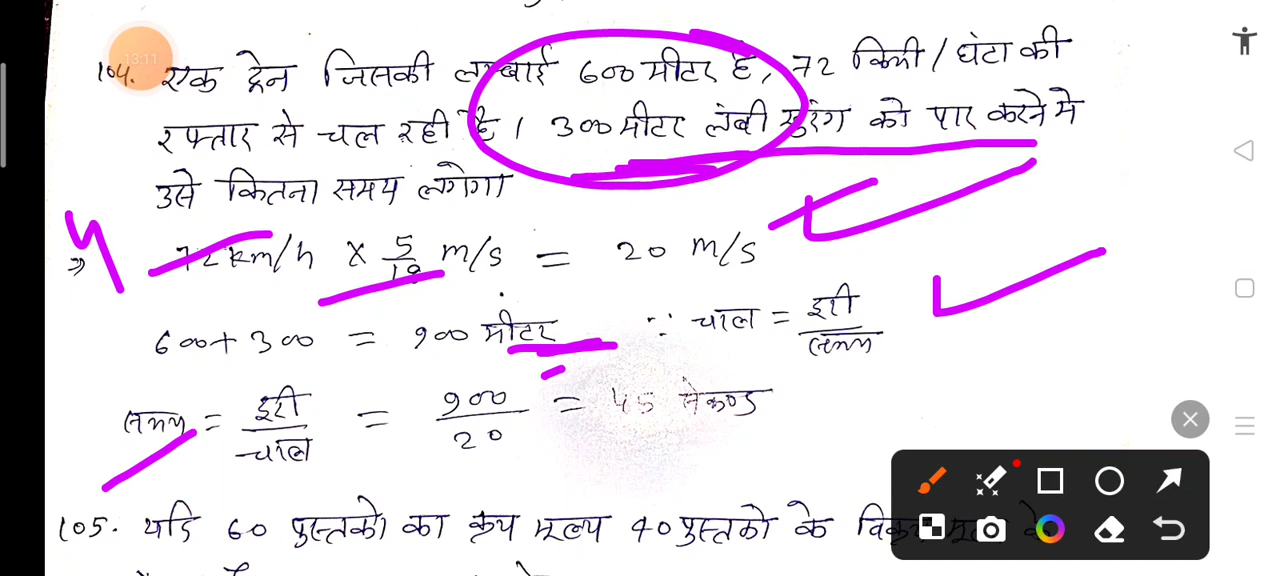 13:11
104. एक ट्रेन जिसकी लम्बाई 600 मीटर है, 72 किमी/घंटा की
रफ्तार से चल रही है। 300 मीटर लंबी सुरंग को पार करने मे
उसे कितना समय लगेगा
⇒ 72 km/h × 5/18 m/s = 20 m/s
600+300 = 900 मीटर ∵ चाल = दूरी/समय
समय = दूरी/चाल = 900/20 = 45 सेकण्ड
105. यदि 60 पुस्तको का क्रय मूल्य 40 पुस्तको के